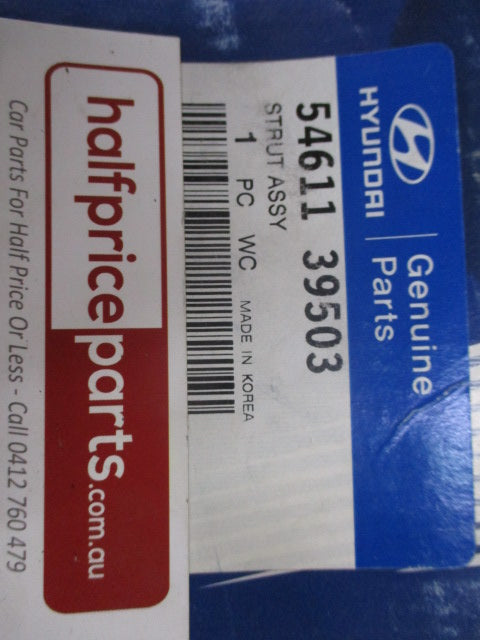 HYUNDAI | Genuine Parts
54611 39503
STRUT ASSY
1 PC WC MADE IN KOREA
halfpriceparts.com.au
Car Parts For Half Price Or Less - Call 0412 760 479